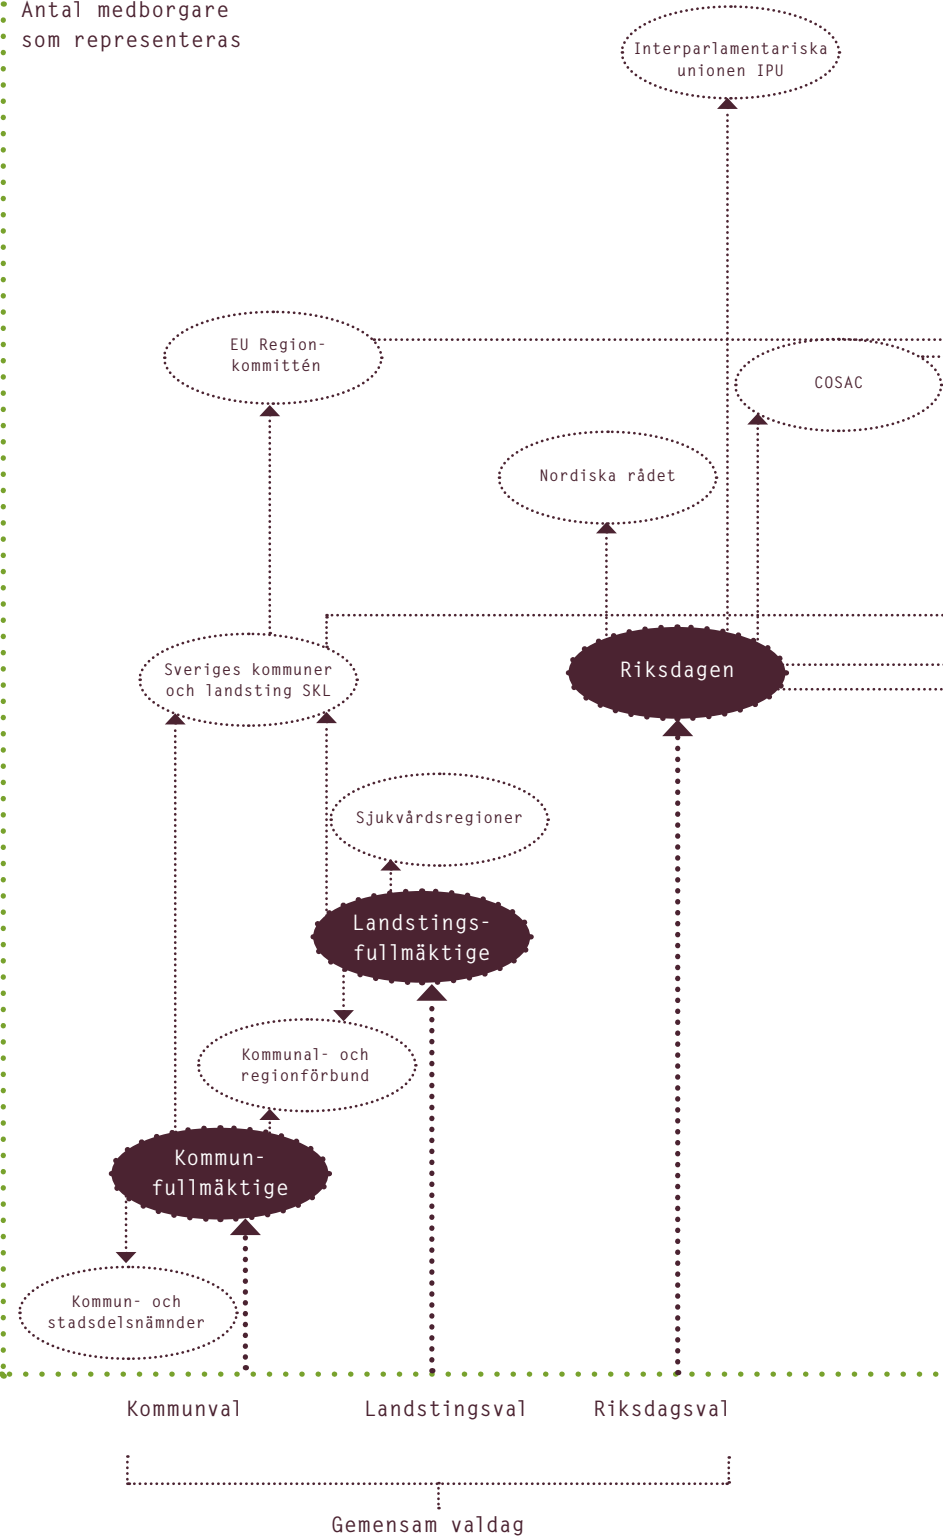 Antal medborgare
som representeras
Interparlamentariska
unionen IPU
EU Region-
kommittén
COSAC
Nordiska rådet
Sveriges kommuner
och landsting SKL
Riksdagen
Sjukvårdsregioner
Landstings-
fullmäktige
Kommunal- och
regionförbund
Kommun-
fullmäktige
Kommun- och
stadsdelsnämnder
Kommunval
Landstingsval
Riksdagsval
Gemensam valdag